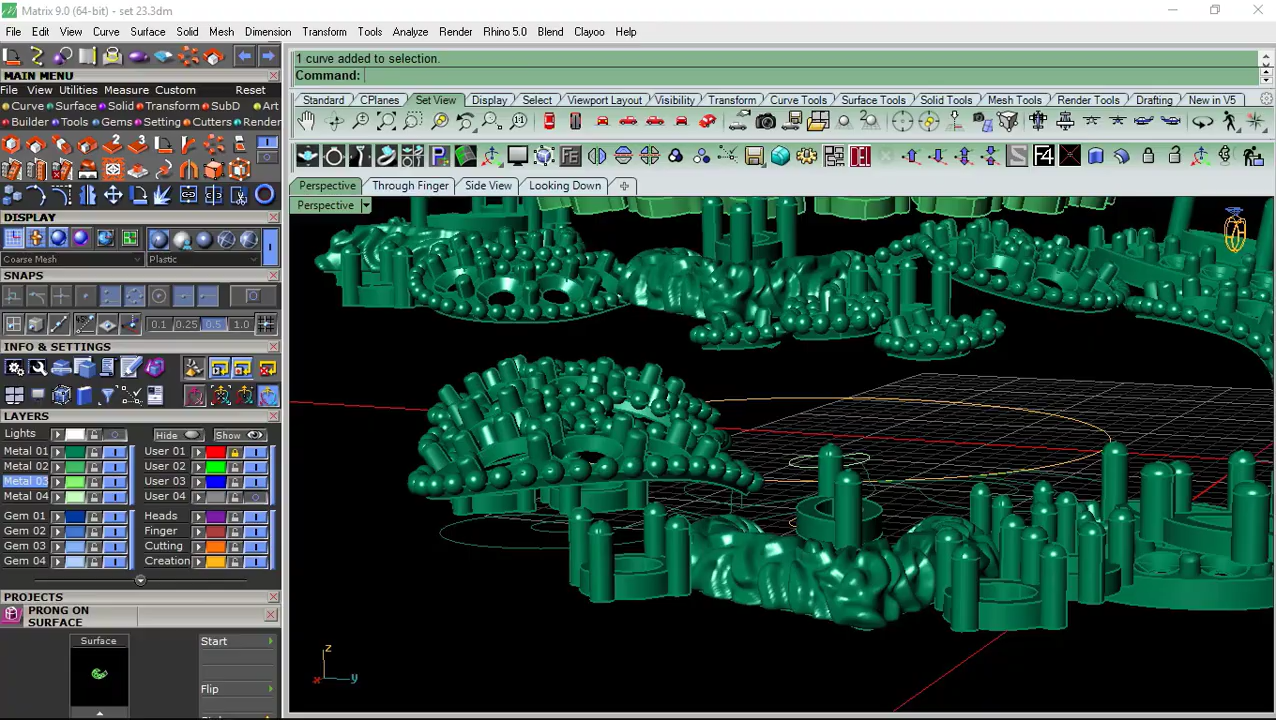 Matrix 9.0 (64-bit) - set 23.3dm
File Edit View Curve Surface Solid Mesh Dimension Transform Tools Analyze Render Rhino 5.0 Blend Clayoo Help
1 curve added to selection.
Command:
MAIN MENU
File View Utilities Measure Custom Reset
Curve Surface Solid Transform SubD Art
Builder Tools Gems Setting Cutters Render
Standard CPlanes Set View Display Select Viewport Layout Visibility Transform Curve Tools Surface Tools Solid Tools Mesh Tools Render Tools Drafting New in V5
Perspective Through Finger Side View Looking Down
Perspective
DISPLAY
Coarse Mesh Plastic
SNAPS
0.1 0.25 0.5 1.0
INFO & SETTINGS
LAYERS
Lights Hide Show
Metal 01 User 01
Metal 02 User 02
Metal 03 User 03
Metal 04 User 04
Gem 01 Heads
Gem 02 Finger
Gem 03 Cutting
Gem 04 Creation
PROJECTS
PRONG ON
SURFACE
Surface Start
Flip
z
x y